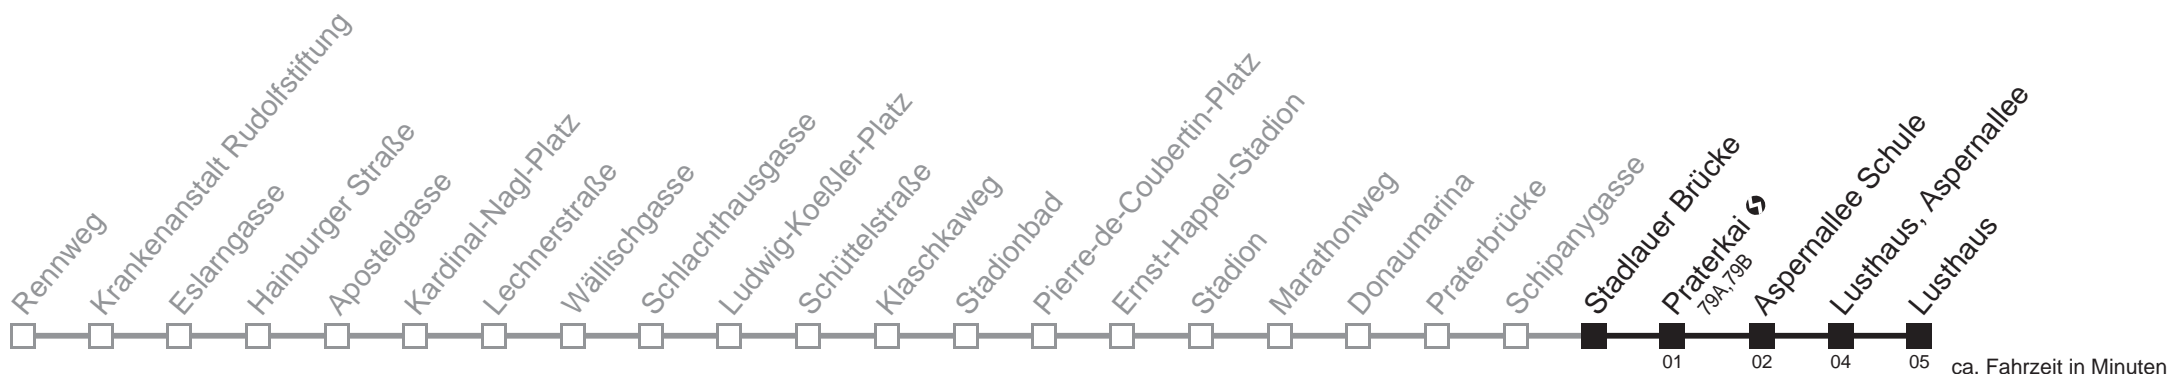 Rennweg
Krankenanstalt Rudolfstiftung
Eslarngasse
Hainburger Straße
Apostelgasse
Kardinal-Nagl-Platz
Lechnerstraße
Wällischgasse
Schlachthausgasse
Ludwig-Koeßler-Platz
Schüttelstraße
Klaschkaweg
Stadionbad
Pierre-de-Coubertin-Platz
Ernst-Happel-Stadion
Stadion
Marathonweg
Donaumarina
Praterbrücke
Schipanygasse
Stadlauer Brücke
Praterkai
79A,79B
Aspernallee Schule
Lusthaus, Aspernallee
Lusthaus
01 02 04 05 ca. Fahrzeit in Minuten